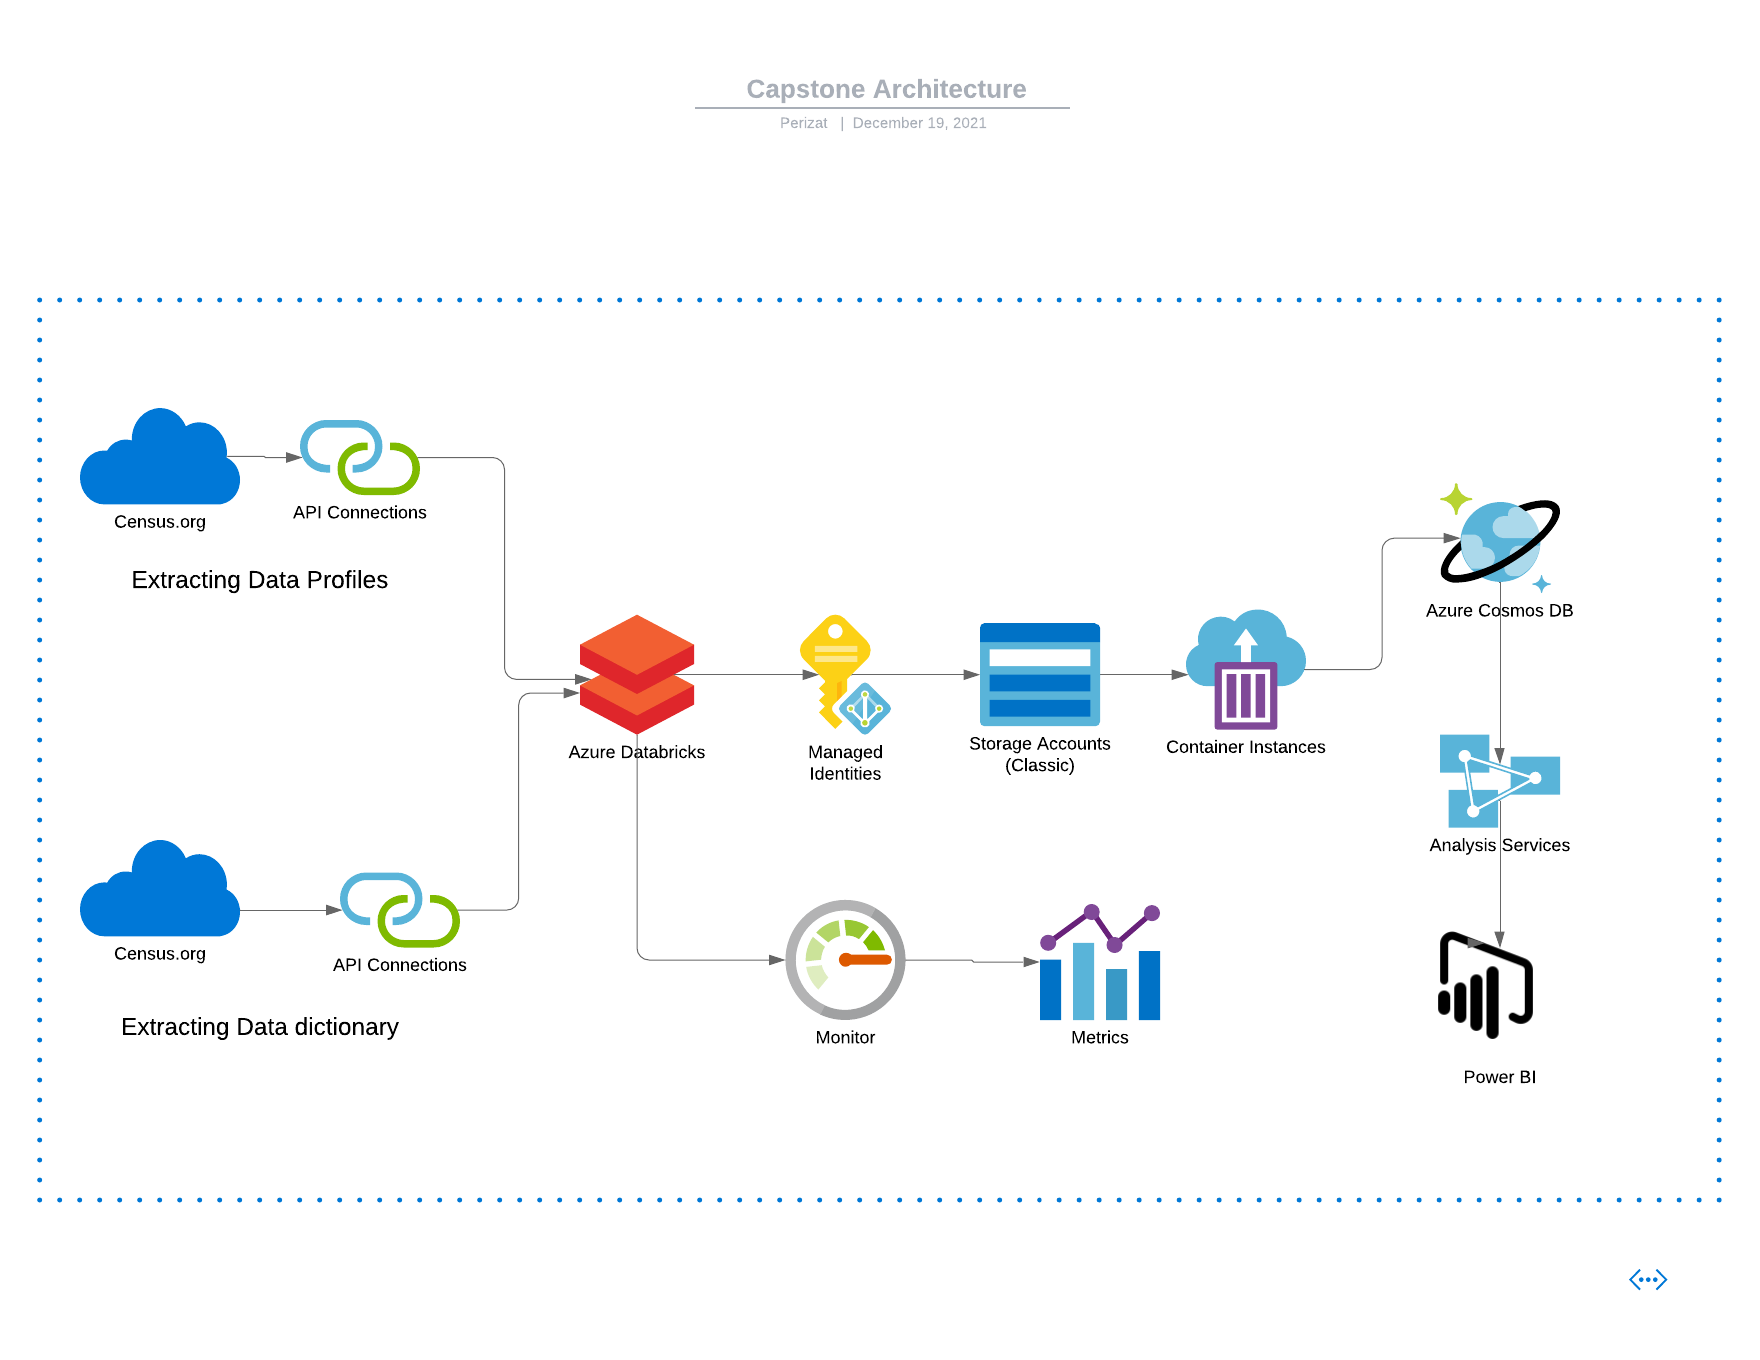 Capstone Architecture
Perizat | December 19, 2021
Census.org
API Connections
Extracting Data Profiles
Azure Cosmos DB
Azure Databricks
Managed
Identities
Storage Accounts
(Classic)
Container Instances
Analysis Services
Census.org
API Connections
Extracting Data dictionary
Monitor
Metrics
Power BI